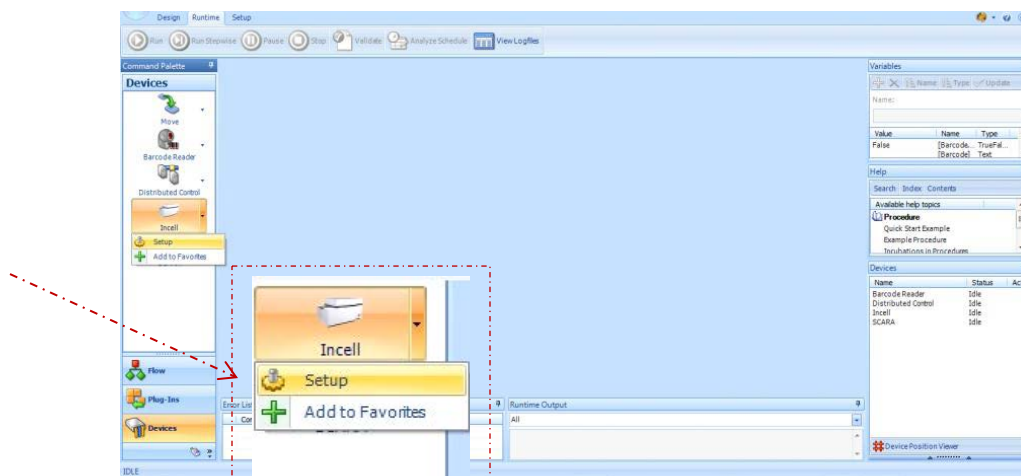 Design Runtime Setup
Run Run Stepwise Pause Stop Validate Analyze Schedule View Logfiles
Command Palette
Devices
Move
Barcode Reader
Distributed Control
Incell
Setup
Add to Favorites
Flow
Plug-Ins
Devices
IDLE
Incell
Setup
Add to Favorites
Error List
Runtime Output
All
Variables
Name Type Update
Name:
Value Name Type
False [Barcode... TrueFal...
[Barcode] Text
Help
Search Index Contents
Available help topics
Procedure
Quick Start Example
Example Procedure
Incubations in Procedures
Devices
Name Status
Barcode Reader Idle
Distributed Control Idle
Incell Idle
SCARA Idle
Device Position Viewer